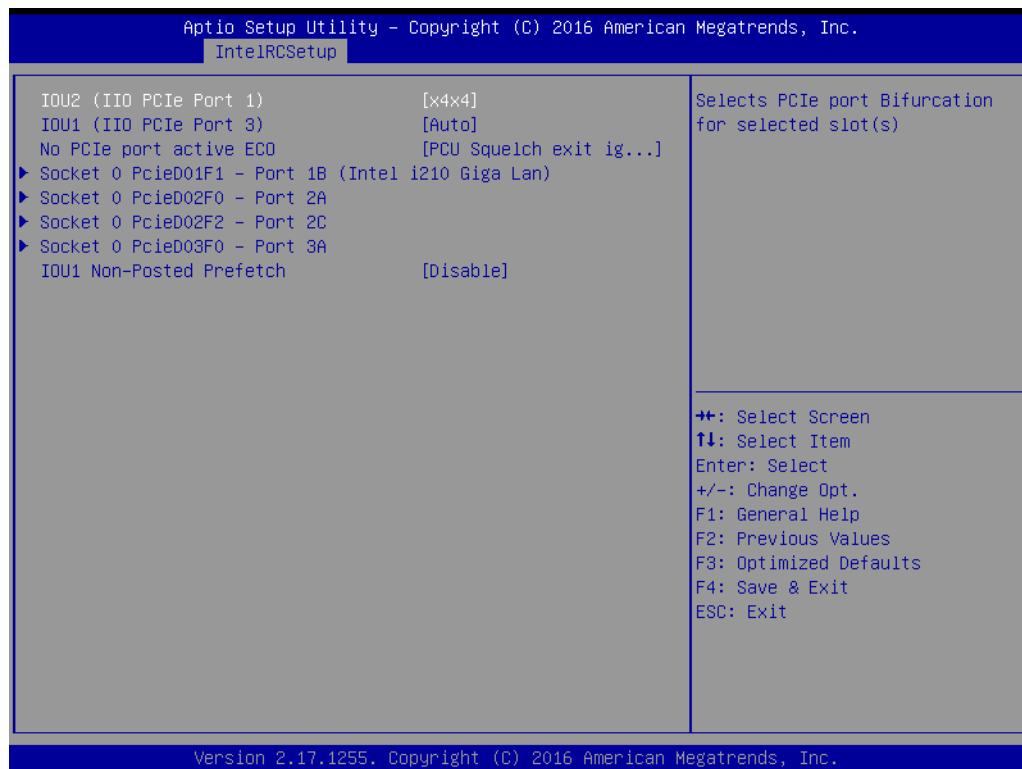 Aptio Setup Utility – Copyright (C) 2016 American Megatrends, Inc.
IntelRCSetup
IOU2 (IIO PCIe Port 1) [x4x4]
IOU1 (IIO PCIe Port 3) [Auto]
No PCIe port active ECO [PCU Squelch exit ig...]
Socket 0 PcieD01F1 – Port 1B (Intel i210 Giga Lan)
Socket 0 PcieD02F0 – Port 2A
Socket 0 PcieD02F2 – Port 2C
Socket 0 PcieD03F0 – Port 3A
IOU1 Non-Posted Prefetch [Disable]
Selects PCIe port Bifurcation
for selected slot(s)
→←: Select Screen
↑↓: Select Item
Enter: Select
+/-: Change Opt.
F1: General Help
F2: Previous Values
F3: Optimized Defaults
F4: Save & Exit
ESC: Exit
Version 2.17.1255. Copyright (C) 2016 American Megatrends, Inc.